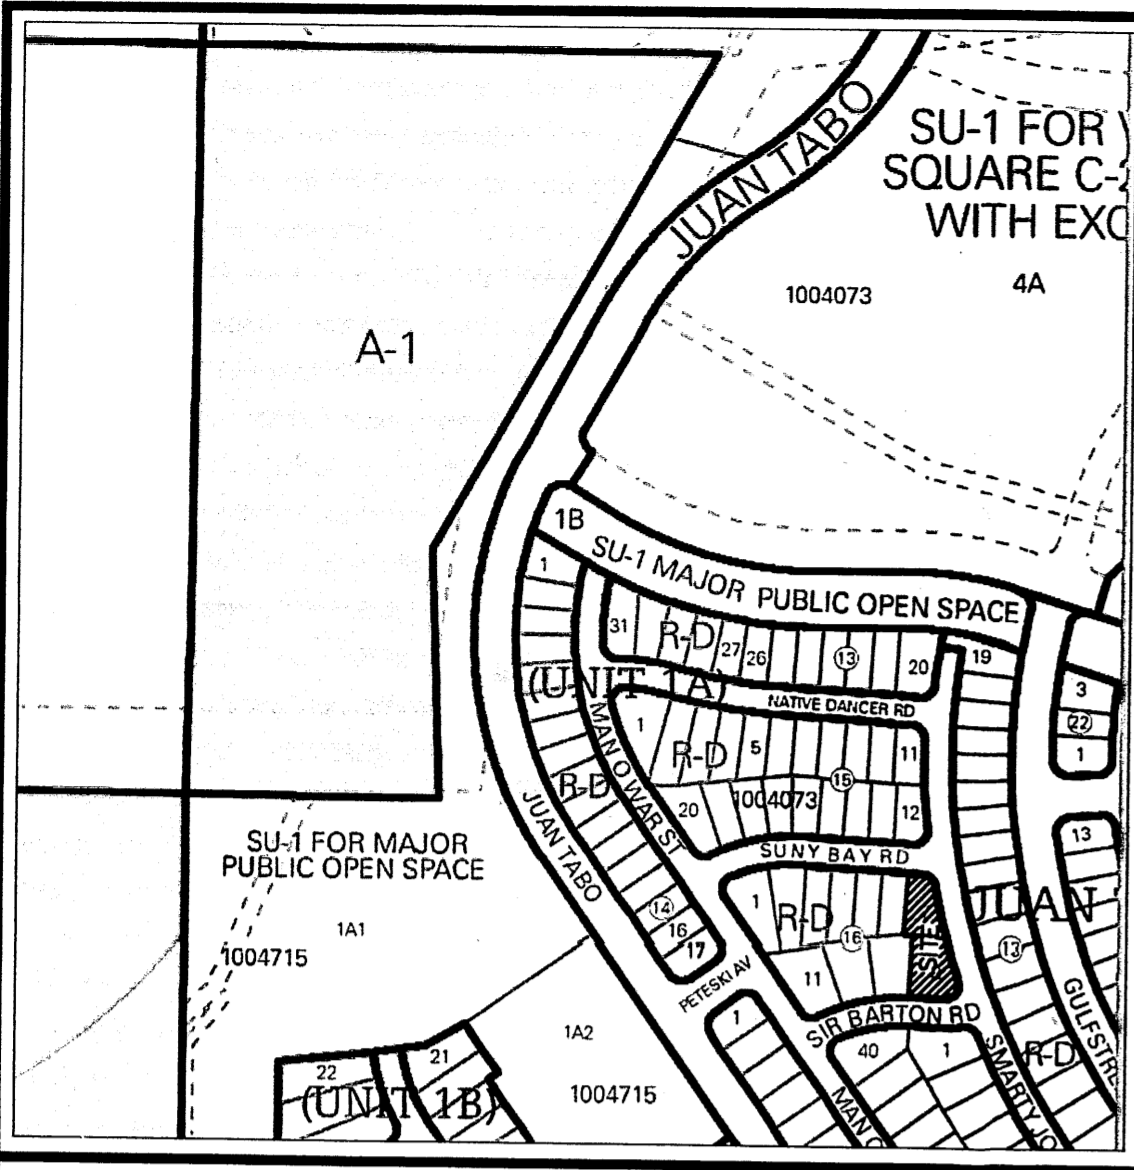 JUAN TABO
SU-1 FOR
SQUARE C-2
WITH EXC
4A
1004073
A-1
1B
SU-1 MAJOR PUBLIC OPEN SPACE
1
31
R-D
27
26
13
20
19
(UNIT 1A)
NATIVE DANCER RD
3
22
1
1
R-D
5
11
15
MAN O WAR ST
R-D
20
1004073
12
13
JUAN TABO
SUNY BAY RD
SU-1 FOR MAJOR
PUBLIC OPEN SPACE
1A1
1004715
14
16
17
1
R-D
16
11
SITE
JUAN
13
PETESKI AV
SIR BARTON RD
GULFSTRE
1A2
1004715
1
40
1
SMARTY JO
R-D
MAN O
22
21
(UNIT 1B)